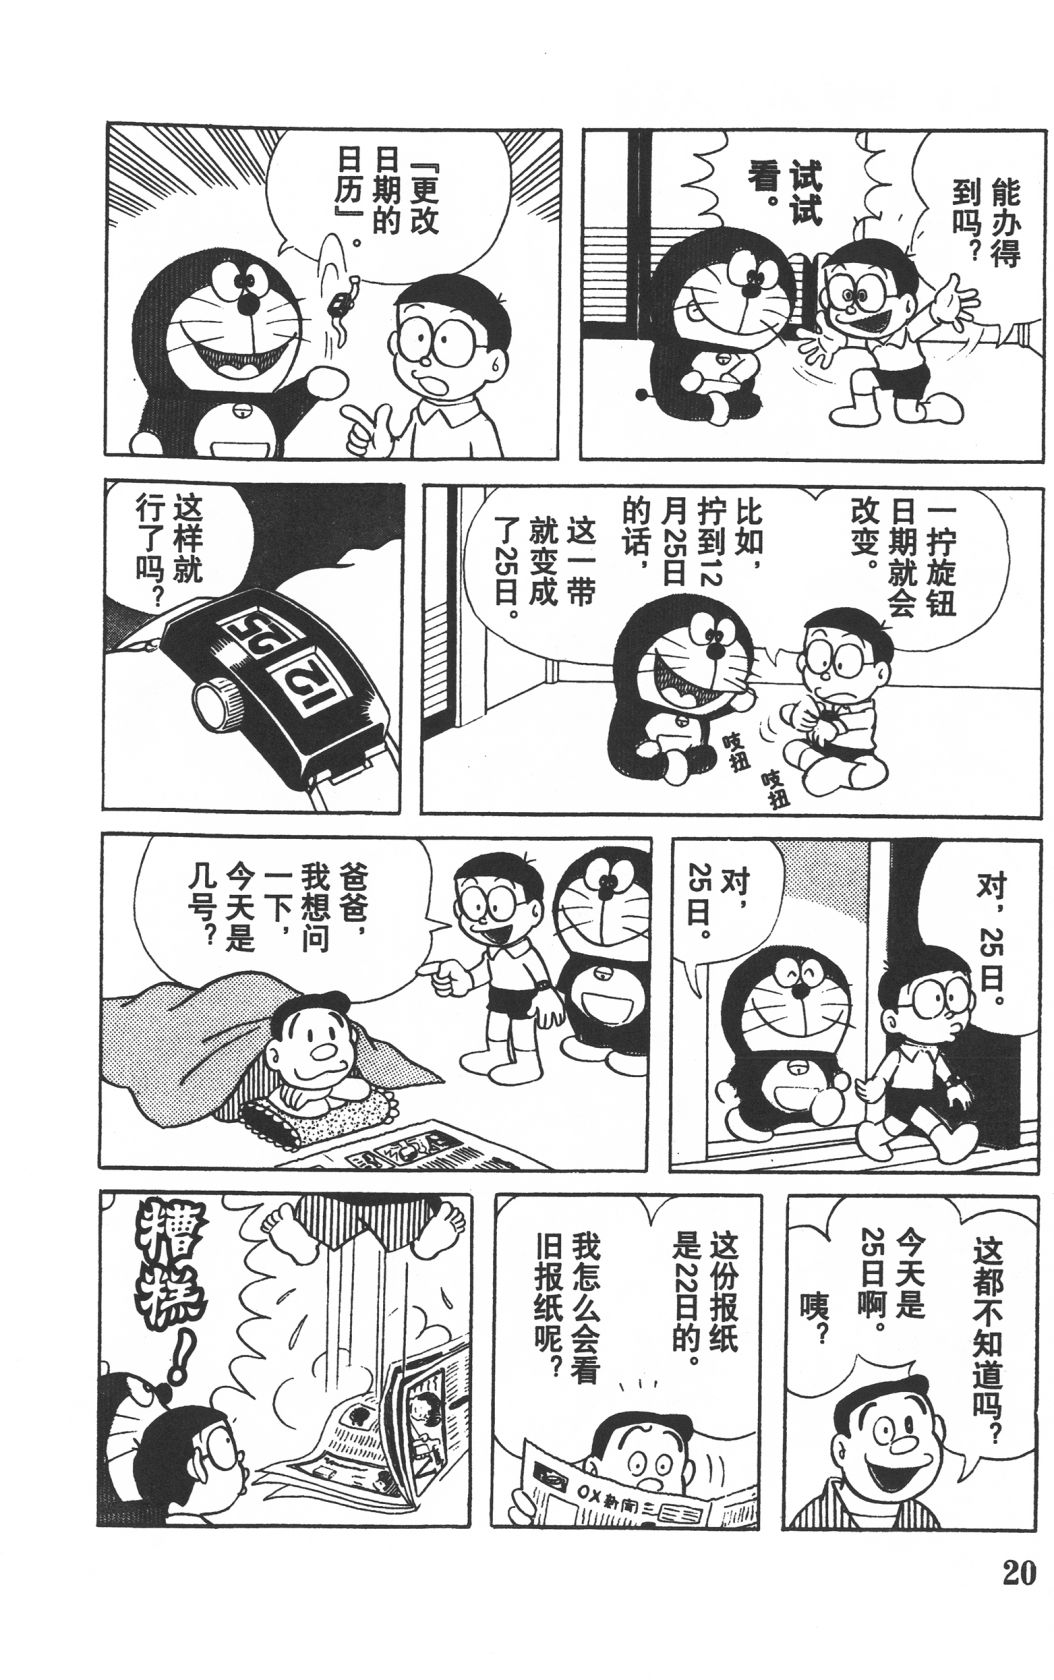 能办得
到吗？
试试
看。
『更改
日期的
日历』。
一拧旋钮
日期就会
改变。
比如，
拧到12
月25日
的话，
这一带
就变成
了25日。
吱扭
吱扭
这样就
行了吗？
12
25
对，25日。
对，
25日。
爸爸，
我想问
一下，
今天是
几号？
这都不知道吗？
今天是
25日啊。
咦？
这份报纸
是22日的。
我怎么会看
旧报纸呢？
OX新闻
糟糕！
20